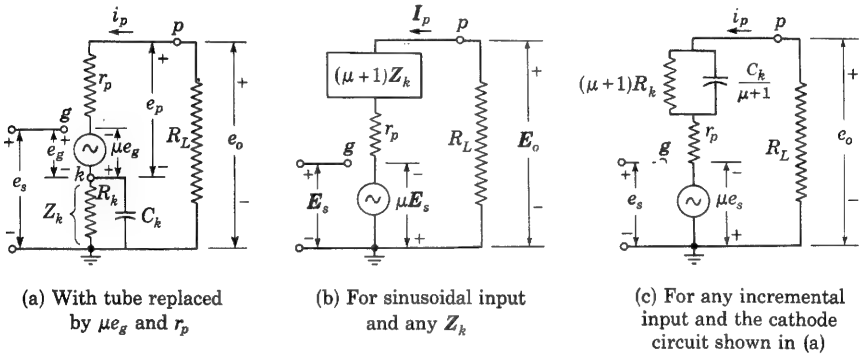 i_p
p
+
r_p
e_p
R_L
+
e_o
−
g
+
+
e_g
−
−
μe_g
+
−
k
e_s
R_k
Z_k
C_k
−
(a) With tube replaced
by μe_g and r_p
I_p
p
(μ+1)Z_k
+
g
r_p
R_L
E_o
+
−
E_s
μE_s
−
−
+
(b) For sinusoidal input
and any Z_k
i_p
p
(μ+1)R_k
C_k
μ+1
+
r_p
g
R_L
e_o
+
−
e_s
μe_s
−
−
+
(c) For any incremental
input and the cathode
circuit shown in (a)